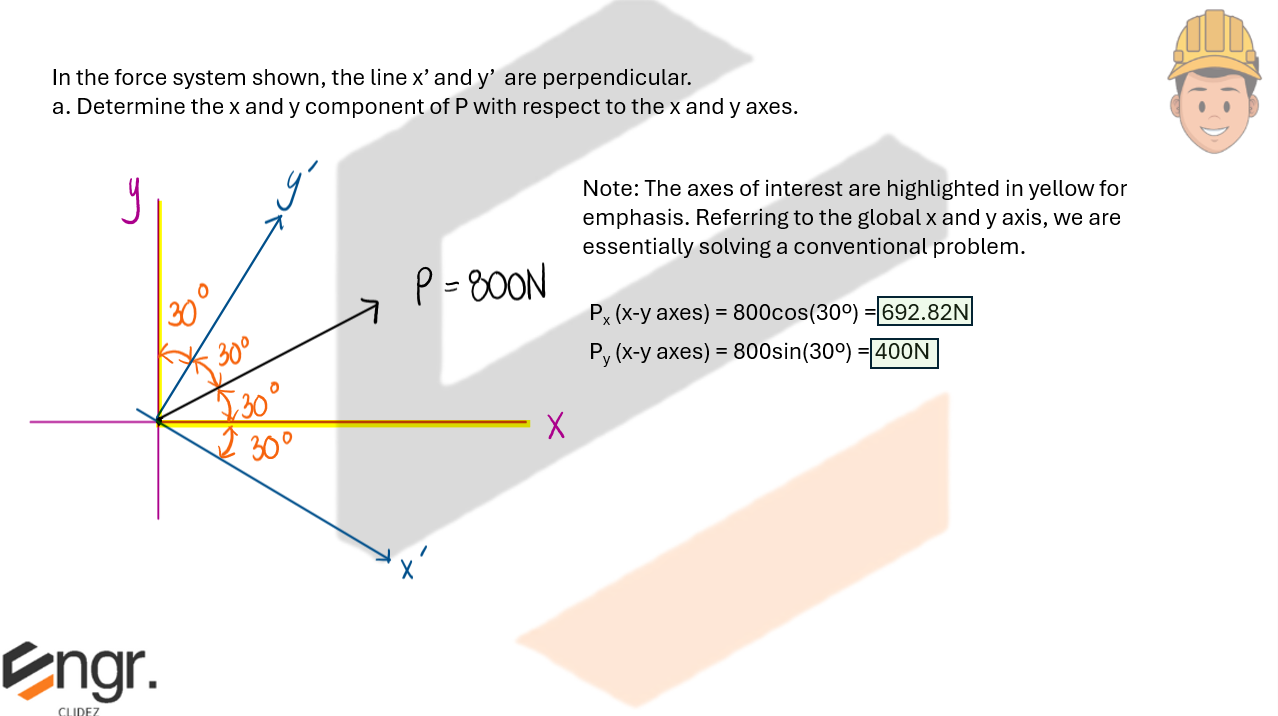 In the force system shown, the line x’ and y’ are perpendicular.
a. Determine the x and y component of P with respect to the x and y axes.
y
y'
Note: The axes of interest are highlighted in yellow for
emphasis. Referring to the global x and y axis, we are
essentially solving a conventional problem.
P = 800N
30°
Pₓ (x-y axes) = 800cos(30º) = 692.82N
30°
Pᵧ (x-y axes) = 800sin(30º) = 400N
30°
x
30°
x'
Engr.
CLIDEZ